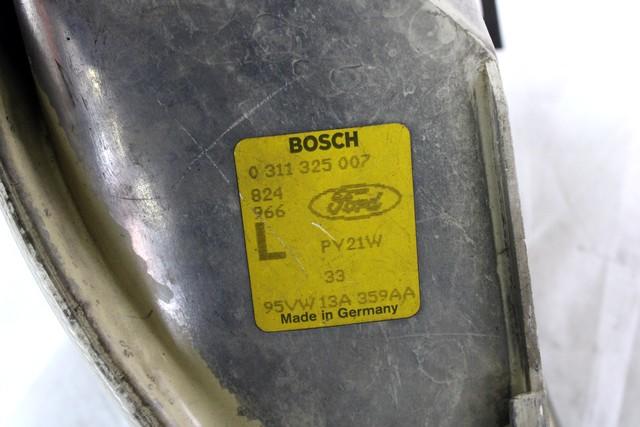 BOSCH
0 311 325 007
824
966
Ford
L
PY21W
33
95VW 13A 359AA
Made in Germany